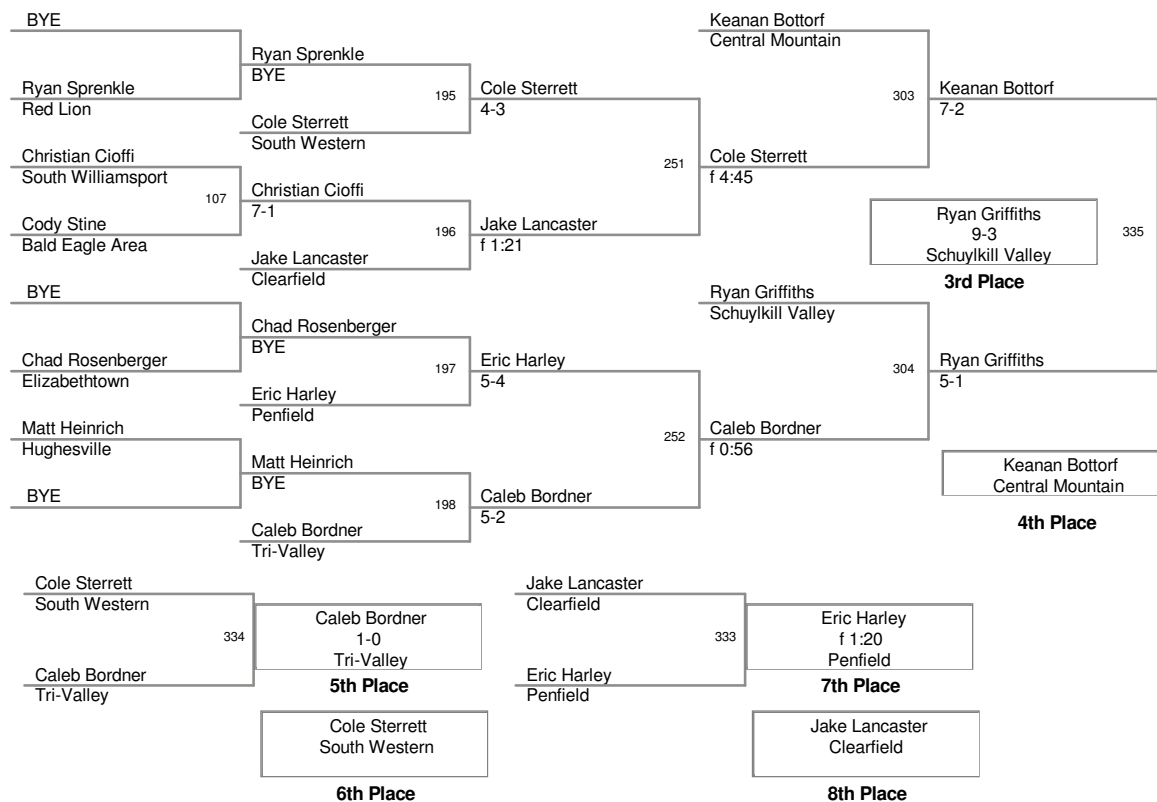 BYE
Ryan Sprenkle
Red Lion
Christian Cioffi
South Williamsport
107
Cody Stine
Bald Eagle Area
BYE
Chad Rosenberger
Elizabethtown
Matt Heinrich
Hughesville
BYE
Ryan Sprenkle
BYE
195
Cole Sterrett
South Western
Christian Cioffi
7-1
196
Jake Lancaster
Clearfield
Chad Rosenberger
BYE
197
Eric Harley
Penfield
Matt Heinrich
BYE
198
Caleb Bordner
Tri-Valley
Cole Sterrett
4-3
251
Jake Lancaster
f 1:21
Eric Harley
5-4
252
Caleb Bordner
5-2
Keanan Bottorf
Central Mountain
303
Cole Sterrett
f 4:45
Ryan Griffiths
Schuylkill Valley
304
Caleb Bordner
f 0:56
Keanan Bottorf
7-2
335
Ryan Griffiths
5-1
Ryan Griffiths
9-3
Schuylkill Valley
3rd Place
Keanan Bottorf
Central Mountain
4th Place
Cole Sterrett
South Western
334
Caleb Bordner
Tri-Valley
Caleb Bordner
1-0
Tri-Valley
5th Place
Cole Sterrett
South Western
6th Place
Jake Lancaster
Clearfield
333
Eric Harley
Penfield
Eric Harley
f 1:20
Penfield
7th Place
Jake Lancaster
Clearfield
8th Place